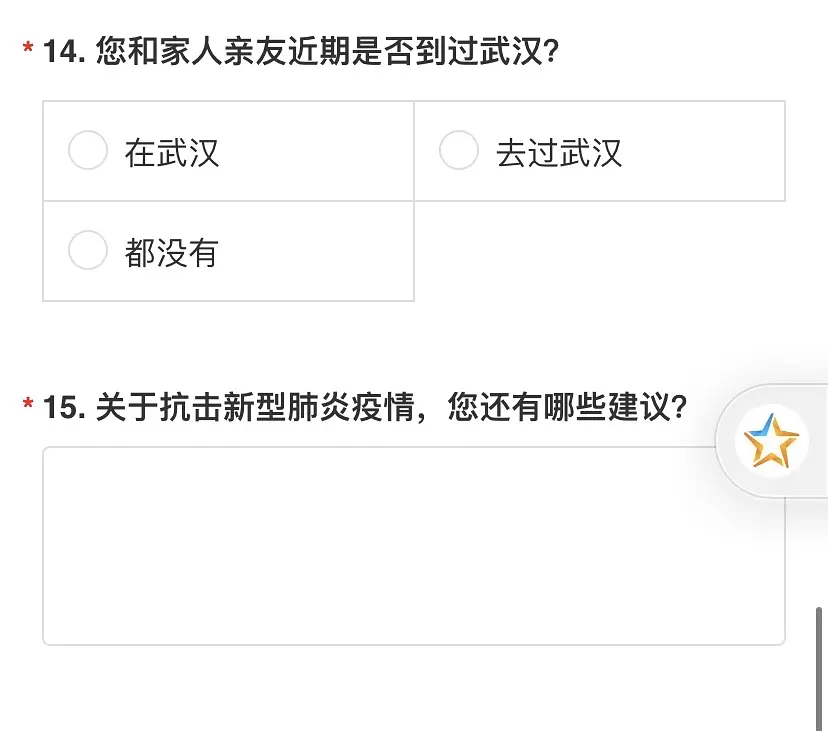 * 14. 您和家人亲友近期是否到过武汉？
在武汉
去过武汉
都没有
* 15. 关于抗击新型肺炎疫情，您还有哪些建议？